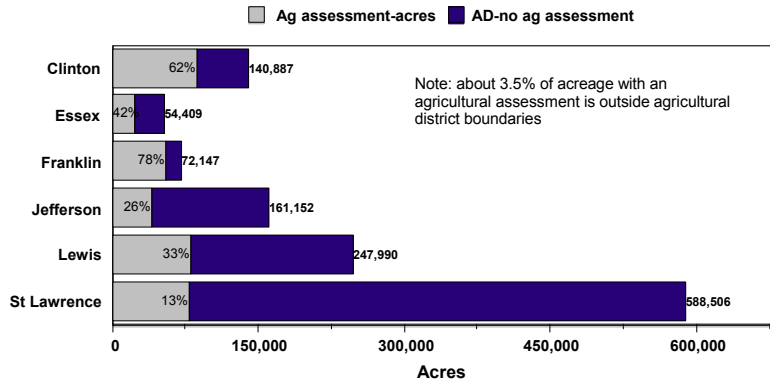 Ag assessment-acres AD-no ag assessment
Clinton 62% 140,887
Note: about 3.5% of acreage with an
agricultural assessment is outside agricultural
district boundaries
Essex 42% 54,409
Franklin 78% 72,147
Jefferson 26% 161,152
Lewis 33% 247,990
St Lawrence 13% 588,506
0 150,000 300,000 450,000 600,000
Acres